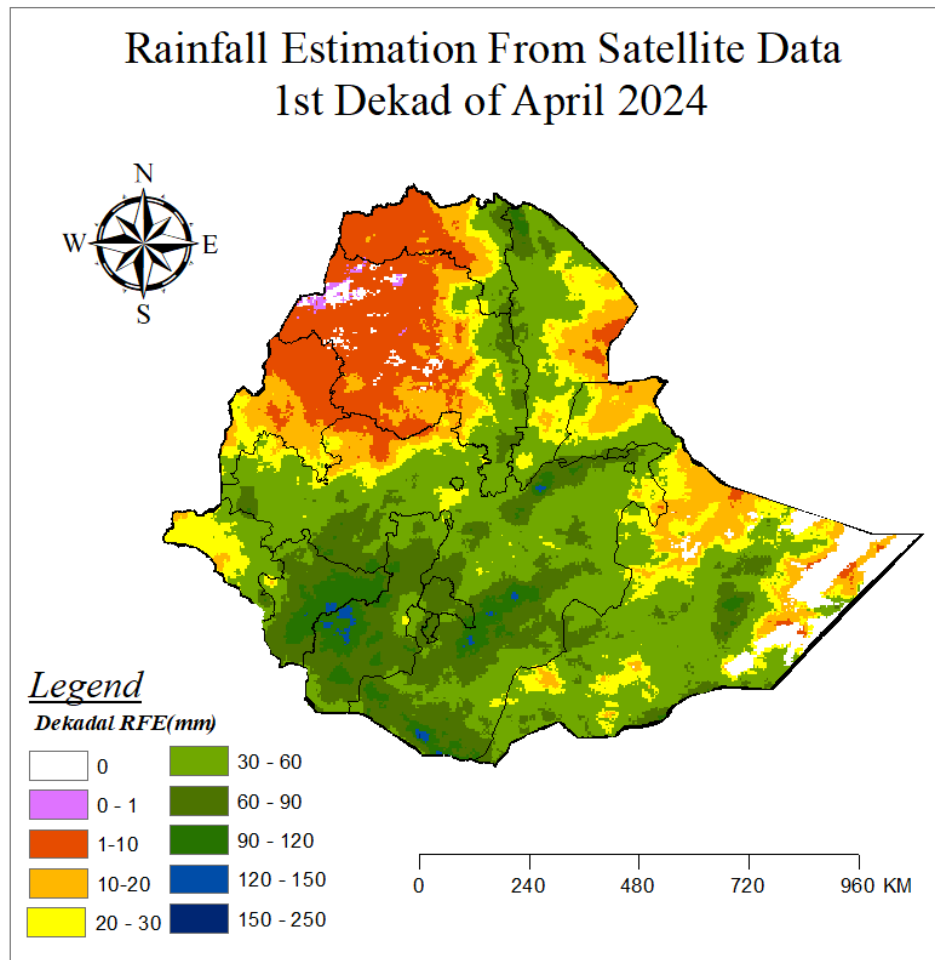 Rainfall Estimation From Satellite Data
1st Dekad of April 2024
N
W E
S
Legend
Dekadal RFE(mm)
0
0 - 1
1-10
10-20
20 - 30
30 - 60
60 - 90
90 - 120
120 - 150
150 - 250
0 240 480 720 960 KM